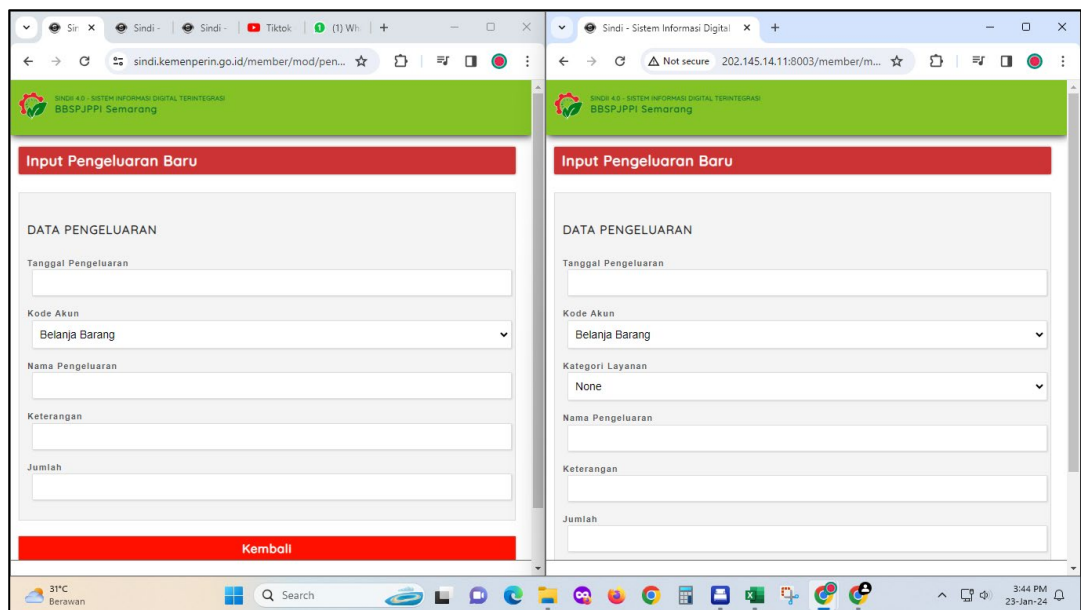 Sir
Sindi -
Sindi -
Tiktok
(1) Wh
sindi.kemenperin.go.id/member/mod/pen...
SINDI 4.0 - SISTEM INFORMASI DIGITAL TERINTEGRASI
BBSPJPPI Semarang
Input Pengeluaran Baru
DATA PENGELUARAN
Tanggal Pengeluaran
Kode Akun
Belanja Barang
Nama Pengeluaran
Keterangan
Jumlah
Kembali
Sindi - Sistem Informasi Digital
Not secure 202.145.14.11:8003/member/m...
SINDI 4.0 - SISTEM INFORMASI DIGITAL TERINTEGRASI
BBSPJPPI Semarang
Input Pengeluaran Baru
DATA PENGELUARAN
Tanggal Pengeluaran
Kode Akun
Belanja Barang
Kategori Layanan
None
Nama Pengeluaran
Keterangan
Jumlah
31°C
Berawan
Search
3:44 PM
23-Jan-24